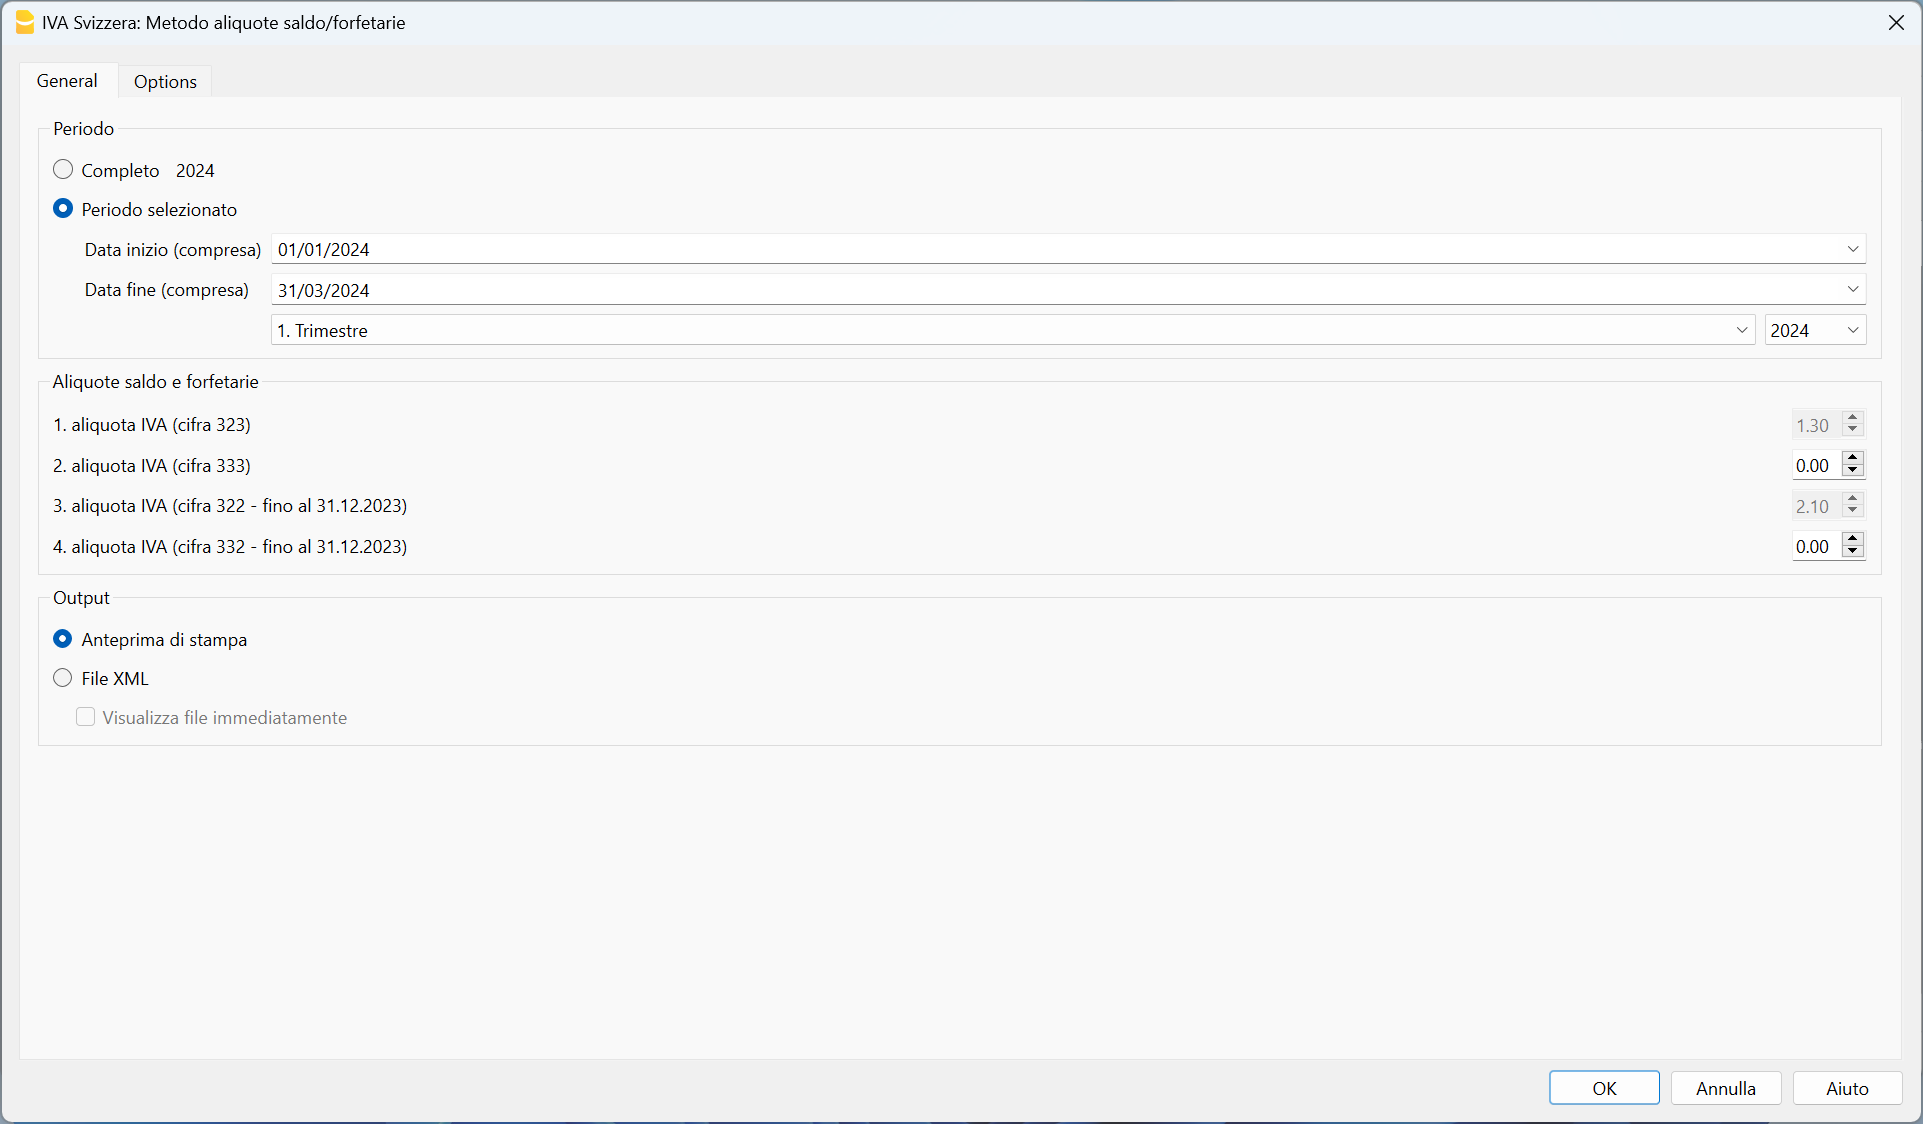 IVA Svizzera: Metodo aliquote saldo/forfetarie
General Options
Periodo
Completo 2024
Periodo selezionato
Data inizio (compresa) 01/01/2024
Data fine (compresa) 31/03/2024
1. Trimestre 2024
Aliquote saldo e forfetarie
1. aliquota IVA (cifra 323) 1.30
2. aliquota IVA (cifra 333) 0.00
3. aliquota IVA (cifra 322 - fino al 31.12.2023) 2.10
4. aliquota IVA (cifra 332 - fino al 31.12.2023) 0.00
Output
Anteprima di stampa
File XML
Visualizza file immediatamente
OK Annulla Aiuto